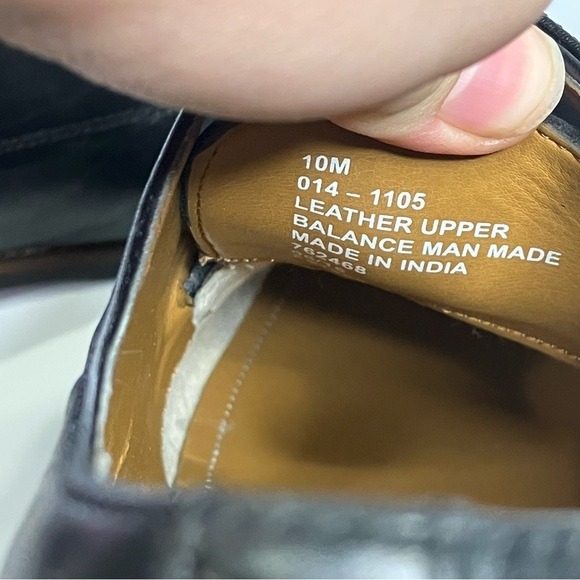 10M
014 – 1105
LEATHER UPPER
BALANCE MAN MADE
MADE IN INDIA
762468